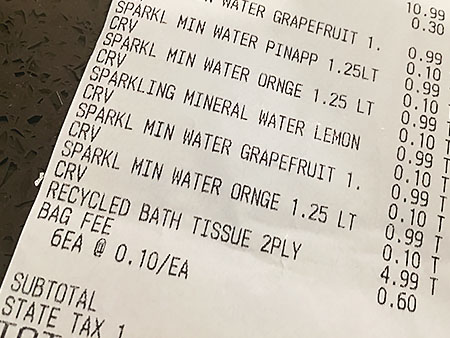 10.99
0.30
WATER GRAPEFRUIT 1. 0.99
CRV 0.10 T
SPARKL MIN WATER PINAPP 1.25LT 0.99 T
CRV 0.10 T
SPARKL MIN WATER ORNGE 1.25 LT 0.99 T
CRV 0.10 T
SPARKLING MINERAL WATER LEMON 0.99 T
CRV 0.10 T
SPARKL MIN WATER GRAPEFRUIT 1. 0.99 T
CRV 0.10 T
SPARKL MIN WATER ORNGE 1.25 LT 0.99 T
CRV 0.10 T
RECYCLED BATH TISSUE 2PLY 4.99 T
BAG FEE
6EA @ 0.10/EA 0.60
SUBTOTAL
STATE TAX 1